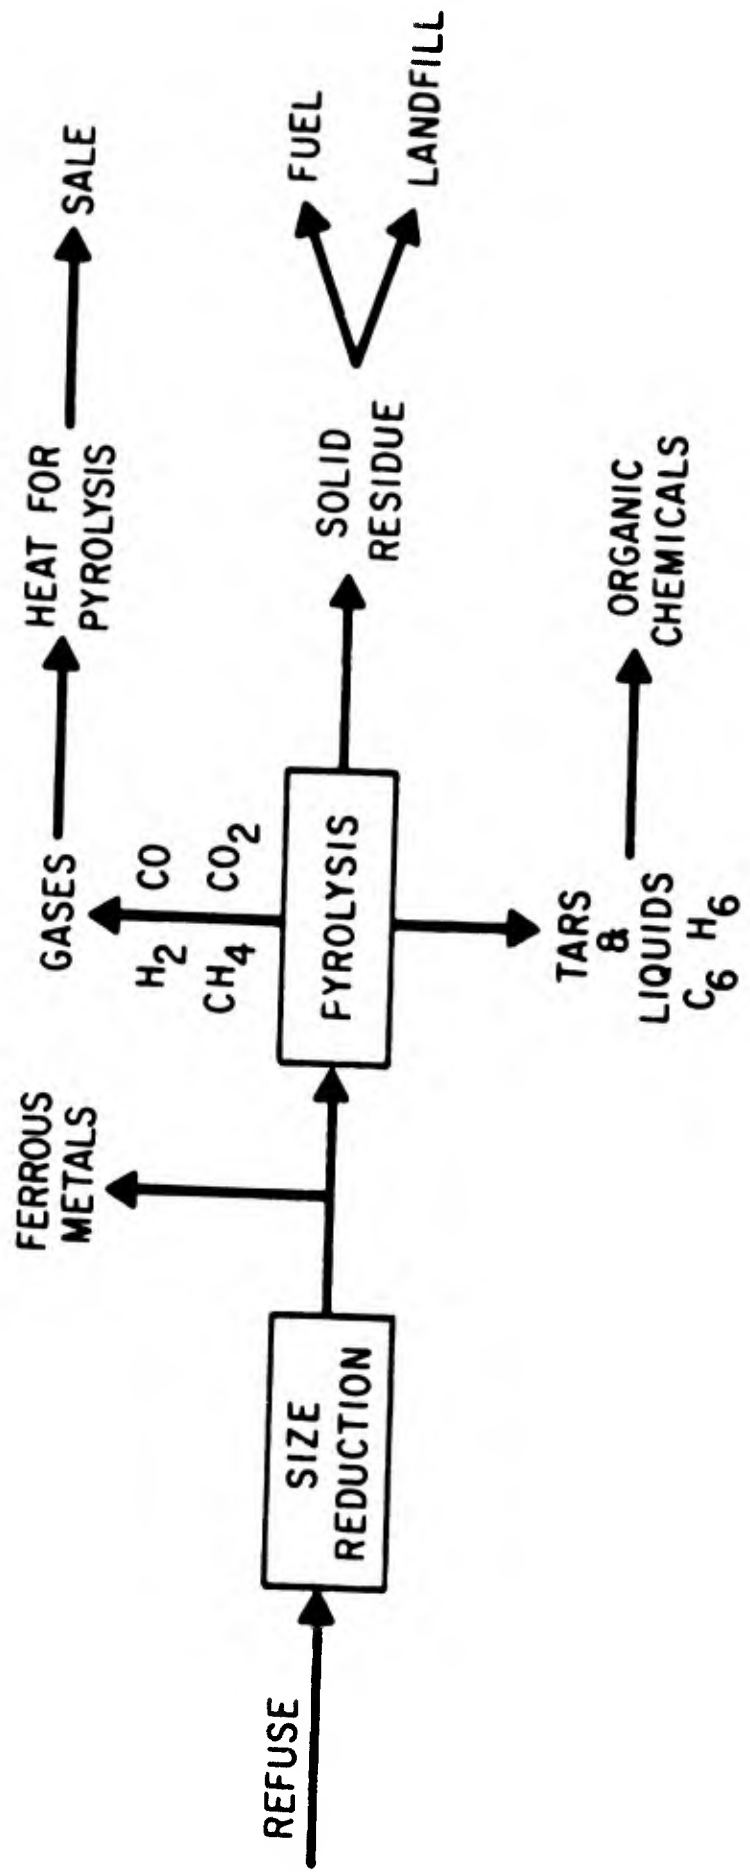 REFUSE
SIZE
REDUCTION
FERROUS
METALS
FYROLYSIS
GASES
H2 CO
CH4 CO2
HEAT FOR
PYROLYSIS
SALE
SOLID
RESIDUE
FUEL
LANDFILL
TARS
&
LIQUIDS
C6 H6
ORGANIC
CHEMICALS